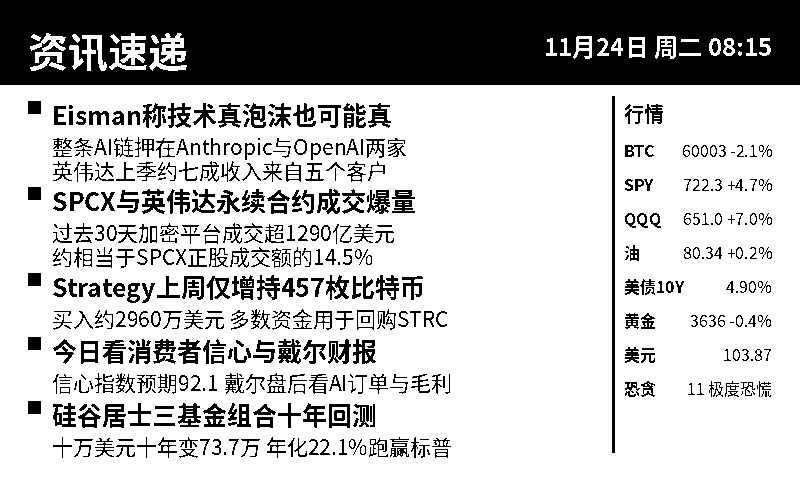 资讯速递
11月24日 周二 08:15
Eisman称技术真泡沫也可能真
整条AI链押在Anthropic与OpenAI两家
英伟达上季约七成收入来自五个客户
SPCX与英伟达永续合约成交爆量
过去30天加密平台成交超1290亿美元
约相当于SPCX正股成交额的14.5%
Strategy上周仅增持457枚比特币
买入约2960万美元 多数资金用于回购STRC
今日看消费者信心与戴尔财报
信心指数预期92.1 戴尔盘后看AI订单与毛利
硅谷居士三基金组合十年回测
十万美元十年变73.7万 年化22.1%跑赢标普
行情
BTC 60003 -2.1%
SPY 722.3 +4.7%
QQQ 651.0 +7.0%
油 80.34 +0.2%
美债10Y 4.90%
黄金 3636 -0.4%
美元 103.87
恐贪 11 极度恐慌